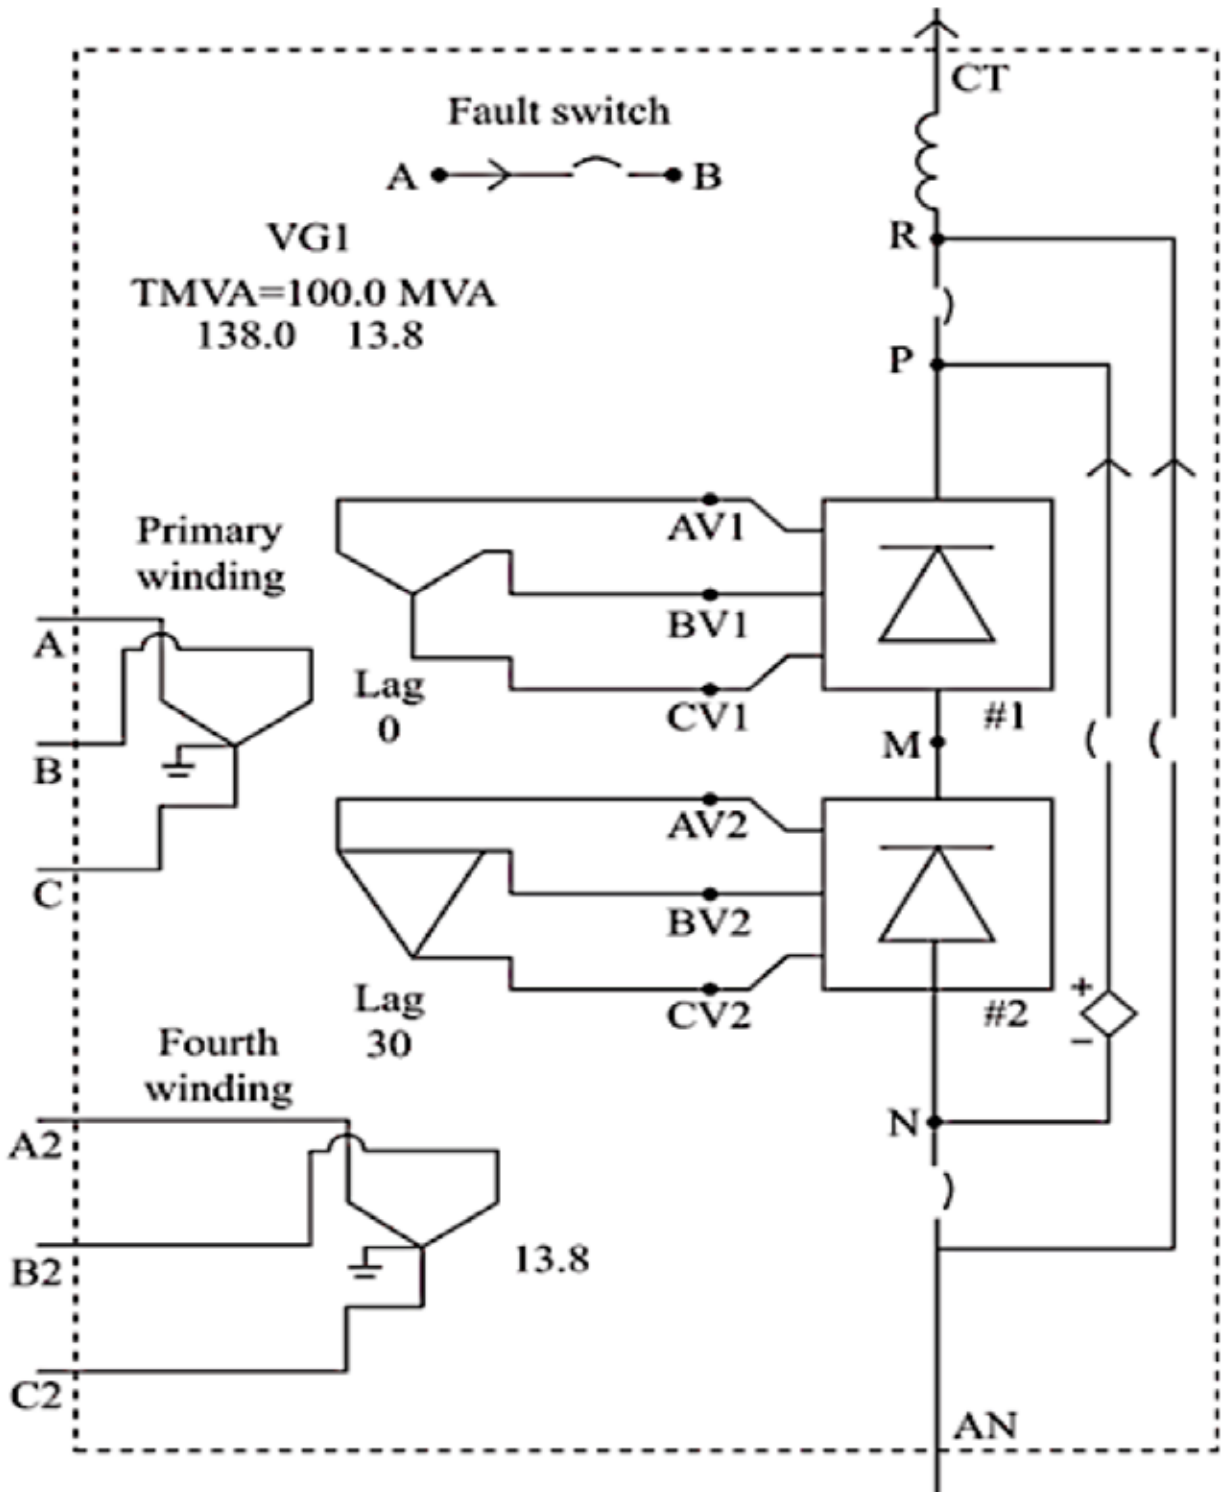 CT
Fault switch
A B
R
VG1
TMVA=100.0 MVA
138.0 13.8
P
Primary
winding
AV1
BV1
A
Lag
0
CV1
#1
M
B
AV2
C
BV2
Lag
30
CV2
+
#2
−
Fourth
winding
N
A2
13.8
B2
C2
AN